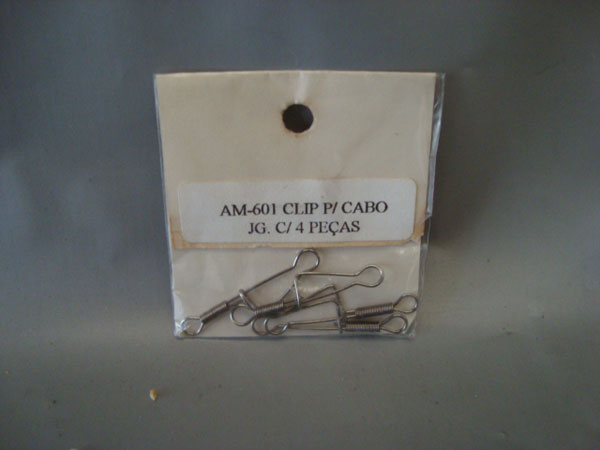 AM-601 CLIP P/ CABO
JG. C/ 4 PEÇAS